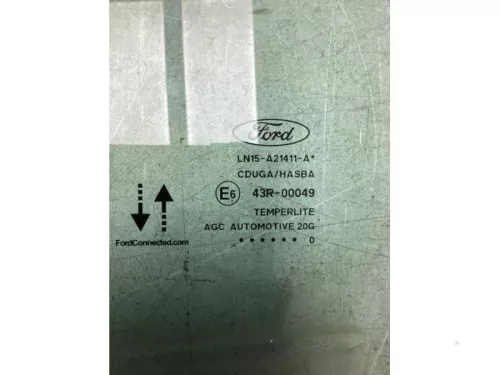 Ford
LN15-A21411-A*
CDUGA/HASBA
E6 43R-00049
TEMPERLITE
AGC AUTOMOTIVE 20G
•••••• 0
FordConnected.com